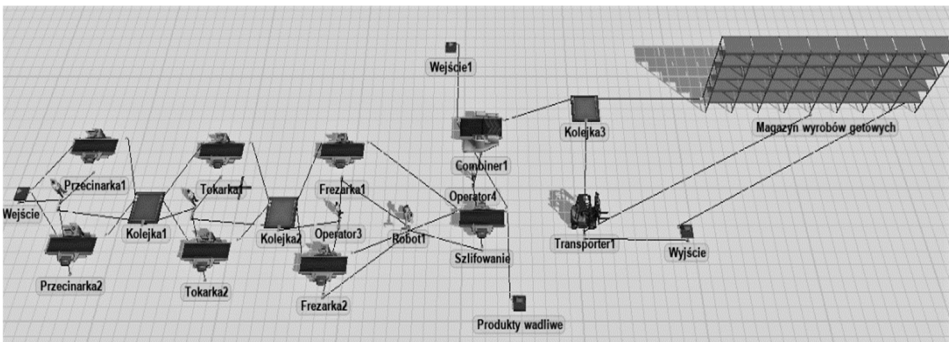 Wejście1
Kolejka3
Magazyn wyrobów gotowych
Przecinarka1
Tokarka1
Frezarka1
Combiner1
Operator4
Wejście
Kolejka1
Kolejka2
Operator3
Robot1
Szlifowanie
Transporter1
Wyjście
Przecinarka2
Tokarka2
Frezarka2
Produkty wadliwe